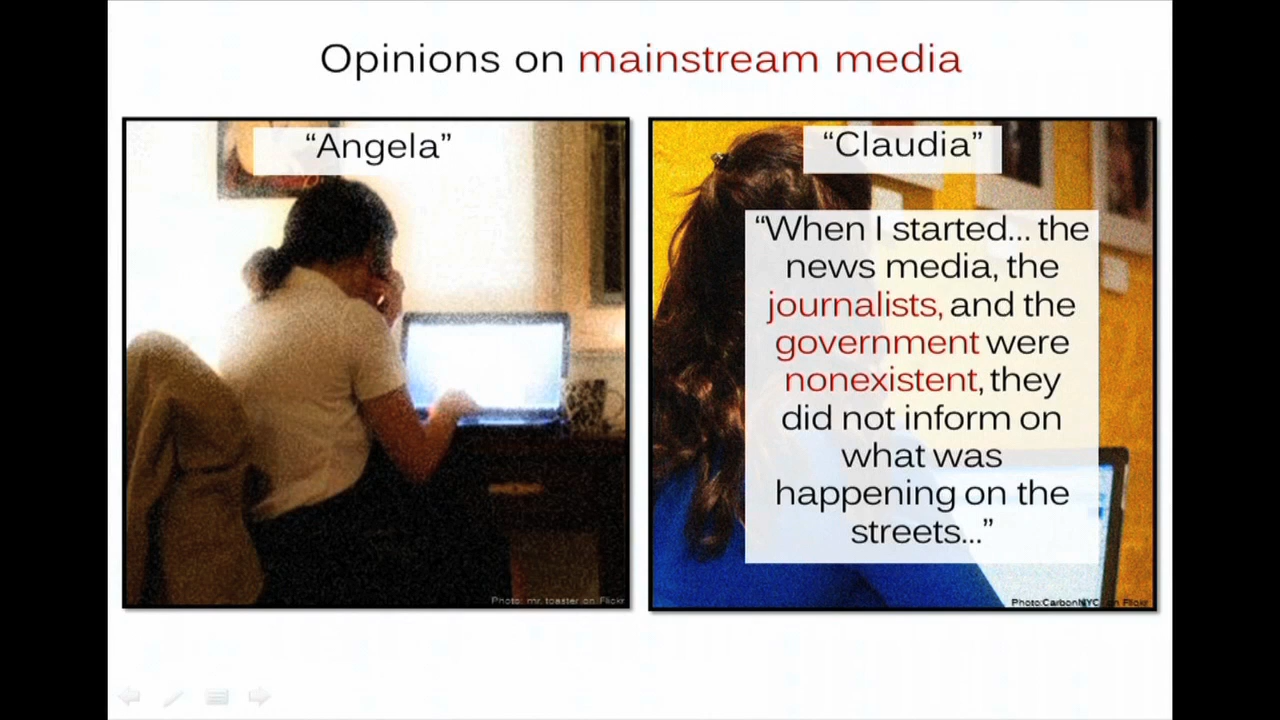 Opinions on mainstream media
“Angela”
Photo: mr. toaster on Flickr
“Claudia”
“When I started... the
news media, the
journalists, and the
government were
nonexistent, they
did not inform on
what was
happening on the
streets...”
Photo:CarbonNYC on Flickr